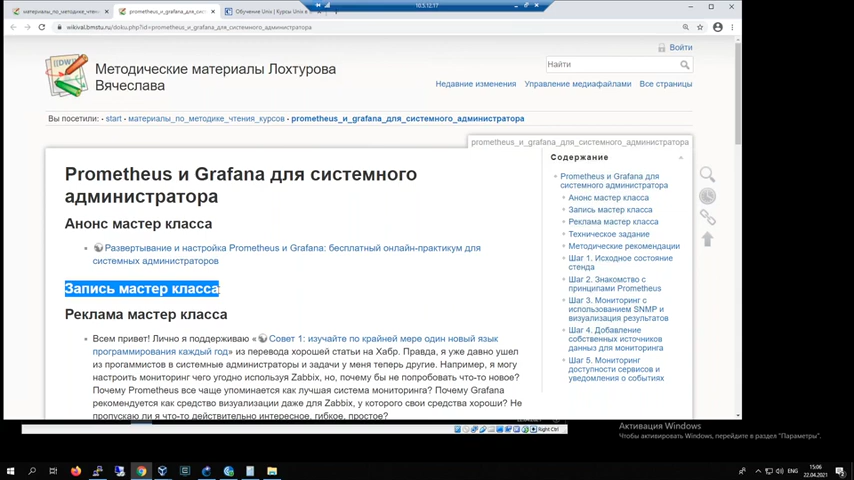 материалы_по_методике_чтения
prometheus_и_grafana_для_сис
Обучение Unix | Курсы Unix в
10.5.12.17
wikival.bmstu.ru/doku.php?id=prometheus_и_grafana_для_системного_администратора
Войти
Методические материалы Лохтурова
Вячеслава
Найти
Недавние изменения Управление медиафайлами Все страницы
Вы посетили: • start • материалы_по_методике_чтения_курсов • prometheus_и_grafana_для_системного_администратора
prometheus_и_grafana_для_системного_администратора
Prometheus и Grafana для системного
администратора
Анонс мастер класса
Развертывание и настройка Prometheus и Grafana: бесплатный онлайн-практикум для
системных администраторов
Запись мастер класса
Реклама мастер класса
Всем привет! Лично я поддерживаю «Совет 1: изучайте по крайней мере один новый язык
программирования каждый год» из перевода хорошей статьи на Хабр. Правда, я уже давно ушел
из прогаммистов в системные администраторы и задачи у меня теперь другие. Например, я могу
настроить мониторинг чего угодно используя Zabbix, но, почему бы не попробовать что-то новое?
Почему Prometheus все чаще упоминается как лучшая система мониторинга? Почему Grafana
рекомендуется как средство визуализации даже для Zabbix, у которого свои средства хороши? Не
пропускаю ли я что-то действительно интересное, гибкое, простое?
Содержание
Prometheus и Grafana для
системного администратора
Анонс мастер класса
Запись мастер класса
Реклама мастер класса
Техническое задание
Методические рекомендации
Шаг 1. Исходное состояние
стенда
Шаг 2. Знакомство с
принципами Prometheus
Шаг 3. Мониторинг с
использованием SNMP и
визуализация результатов
Шаг 4. Добавление
собственных источников
данных для мониторинга
Шаг 5. Мониторинг
доступности сервисов и
уведомления о событиях
Right Ctrl
Активация Windows
Чтобы активировать Windows, перейдите в раздел "Параметры".
ENG
15:06
22.04.2021